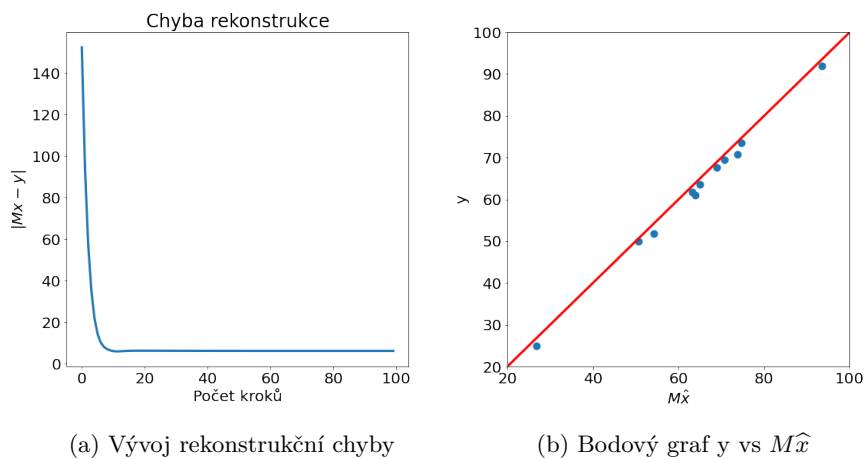 Chyba rekonstrukce
140
120
100
80
60
40
20
0
|Mx − y|
0 20 40 60 80 100
Počet kroků
100
90
80
70
60
50
40
30
20
y
20 40 60 80 100
Mx̂
(a) Vývoj rekonstrukční chyby
(b) Bodový graf y vs Mx̂